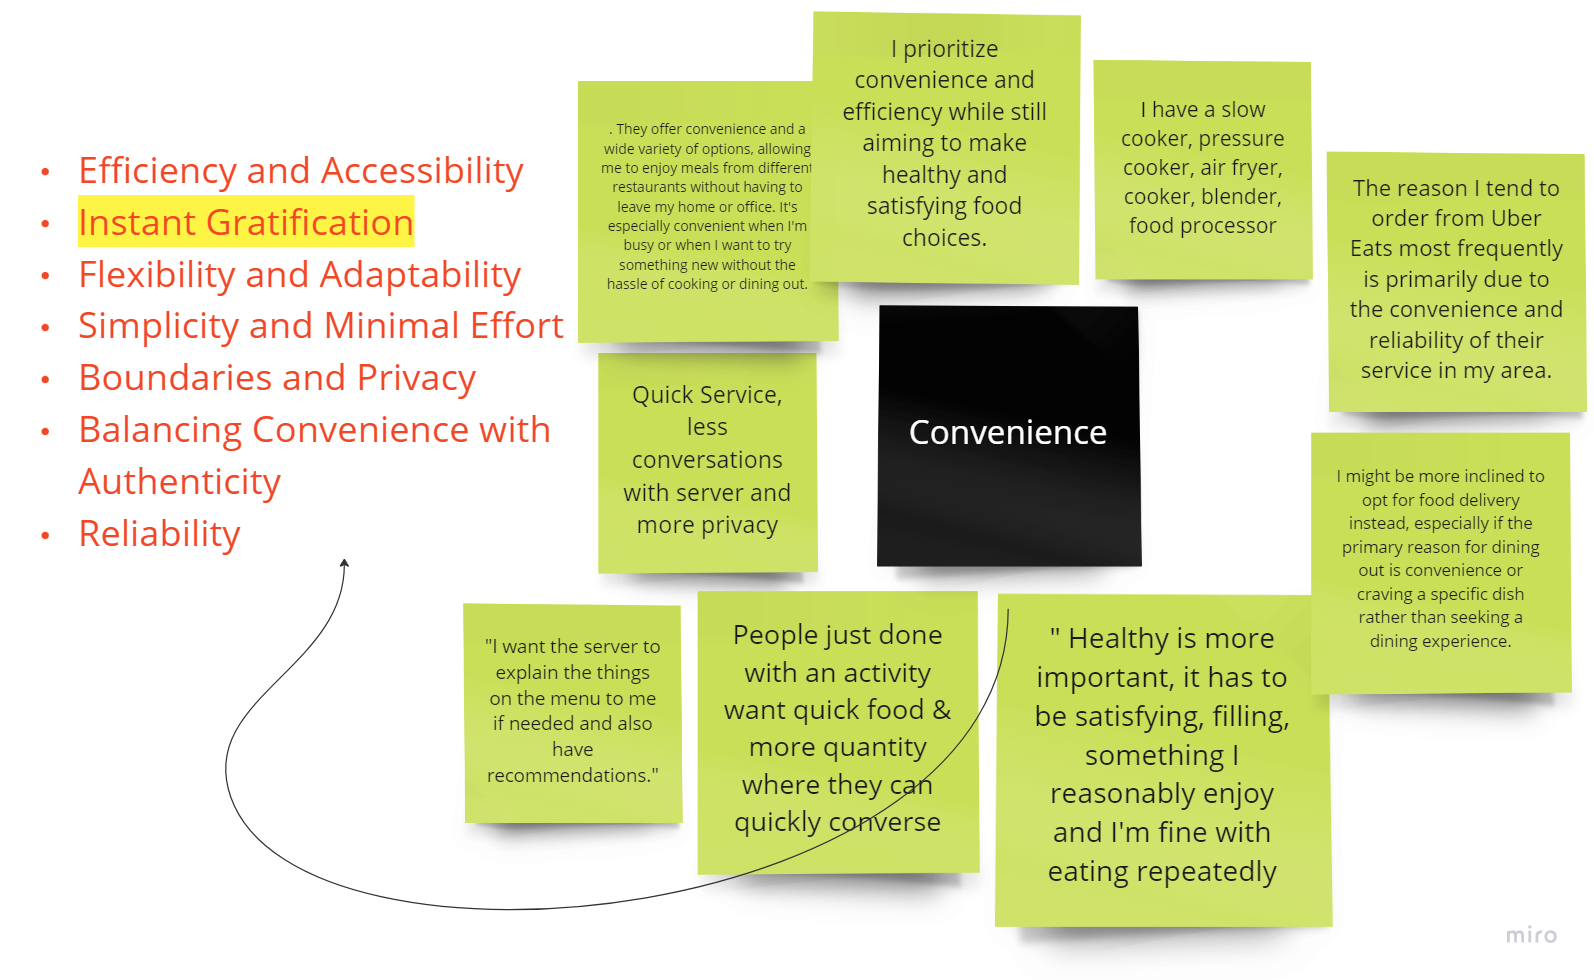 • Efficiency and Accessibility
• Instant Gratification
• Flexibility and Adaptability
• Simplicity and Minimal Effort
• Boundaries and Privacy
• Balancing Convenience with
Authenticity
• Reliability
. They offer convenience and a
wide variety of options, allowing
me to enjoy meals from different
restaurants without having to
leave my home or office. It's
especially convenient when I'm
busy or when I want to try
something new without the
hassle of cooking or dining out.
I prioritize
convenience and
efficiency while still
aiming to make
healthy and
satisfying food
choices.
I have a slow
cooker, pressure
cooker, air fryer,
cooker, blender,
food processor
The reason I tend to
order from Uber
Eats most frequently
is primarily due to
the convenience and
reliability of their
service in my area.
Quick Service,
less
conversations
with server and
more privacy
Convenience
I might be more inclined to
opt for food delivery
instead, especially if the
primary reason for dining
out is convenience or
craving a specific dish
rather than seeking a
dining experience.
"I want the server to
explain the things
on the menu to me
if needed and also
have
recommendations."
People just done
with an activity
want quick food &
more quantity
where they can
quickly converse
" Healthy is more
important, it has to
be satisfying, filling,
something I
reasonably enjoy
and I'm fine with
eating repeatedly
miro